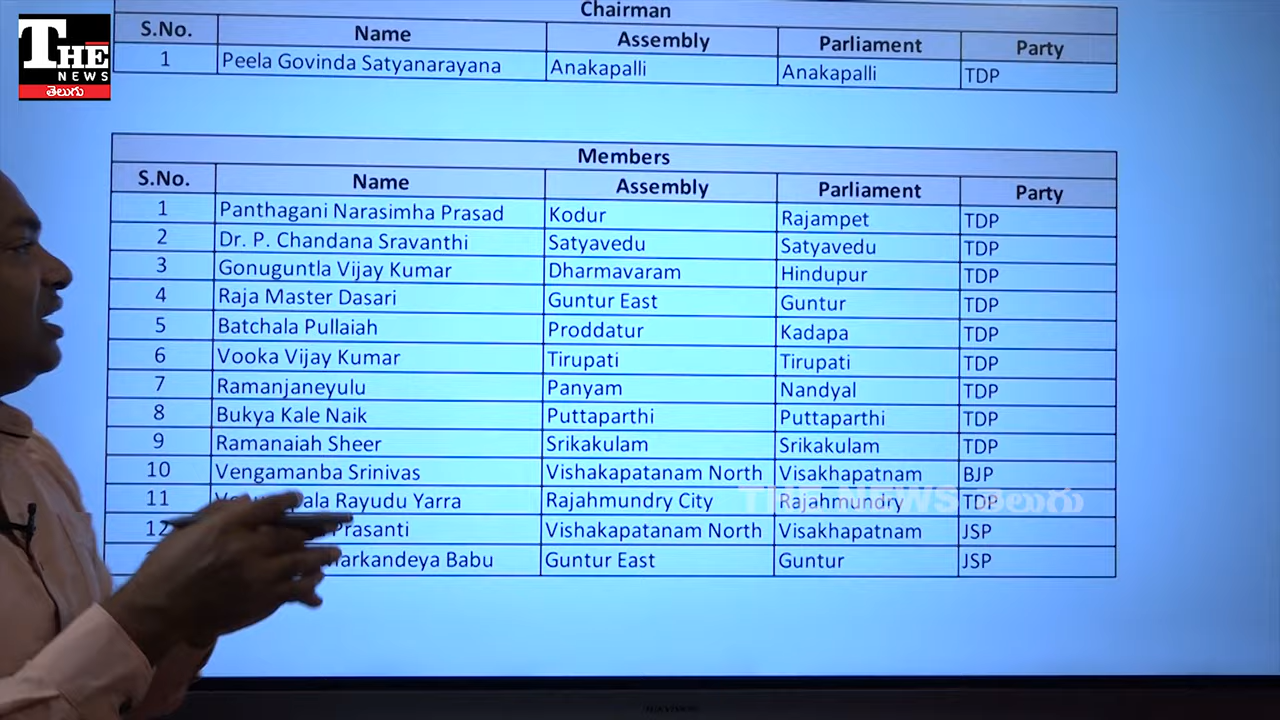 THE
NEWS
తెలుగు
Chairman
S.No. Name Assembly Parliament Party
1 Peela Govinda Satyanarayana Anakapalli Anakapalli TDP
Members
S.No. Name Assembly Parliament Party
1 Panthagani Narasimha Prasad Kodur Rajampet TDP
2 Dr. P. Chandana Sravanthi Satyavedu Satyavedu TDP
3 Gonuguntla Vijay Kumar Dharmavaram Hindupur TDP
4 Raja Master Dasari Guntur East Guntur TDP
5 Batchala Pullaiah Proddatur Kadapa TDP
6 Vooka Vijay Kumar Tirupati Tirupati TDP
7 Ramanjaneyulu Panyam Nandyal TDP
8 Bukya Kale Naik Puttaparthi Puttaparthi TDP
9 Ramanaiah Sheer Srikakulam Srikakulam TDP
10 Vengamanba Srinivas Vishakapatanam North Visakhapatnam BJP
11 Rayudu Yarra Rajahmundry City Rajahmundry TDP
12 Prasanti Vishakapatanam North Visakhapatnam JSP
Babu Guntur East Guntur JSP
THE NEWS తెలుగు